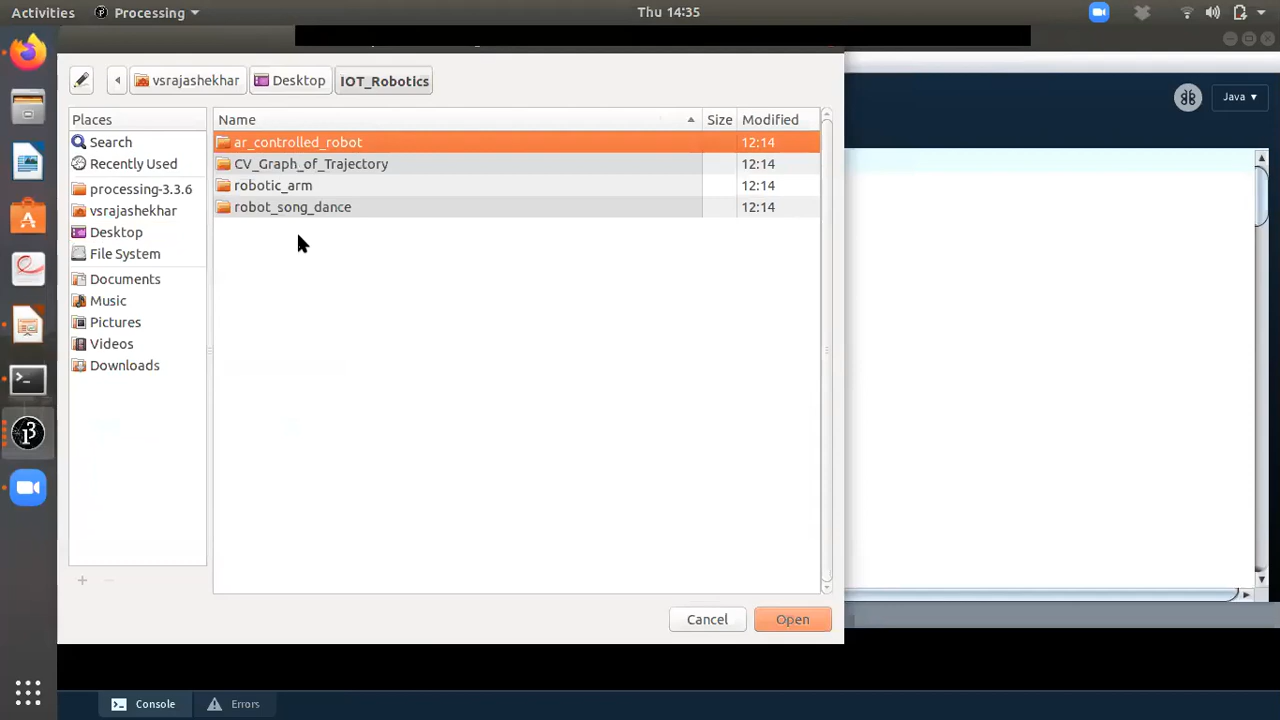 Activities Processing Thu 14:35
vsrajashekhar Desktop IOT_Robotics
Java
Places
Search
Recently Used
processing-3.3.6
vsrajashekhar
Desktop
File System
Documents
Music
Pictures
Videos
Downloads
Name Size Modified
ar_controlled_robot 12:14
CV_Graph_of_Trajectory 12:14
robotic_arm 12:14
robot_song_dance 12:14
Cancel Open
Console Errors